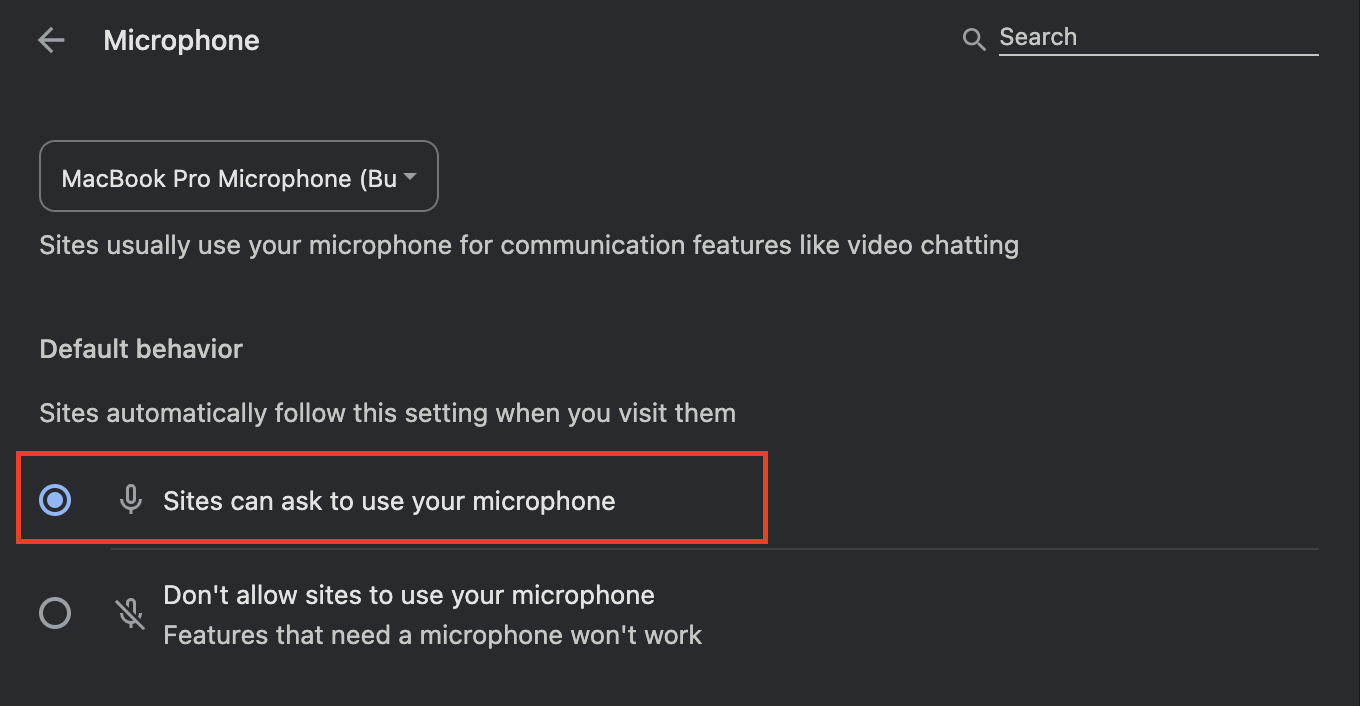 Microphone
Search
MacBook Pro Microphone (Bu
Sites usually use your microphone for communication features like video chatting
Default behavior
Sites automatically follow this setting when you visit them
Sites can ask to use your microphone
Don't allow sites to use your microphone
Features that need a microphone won't work